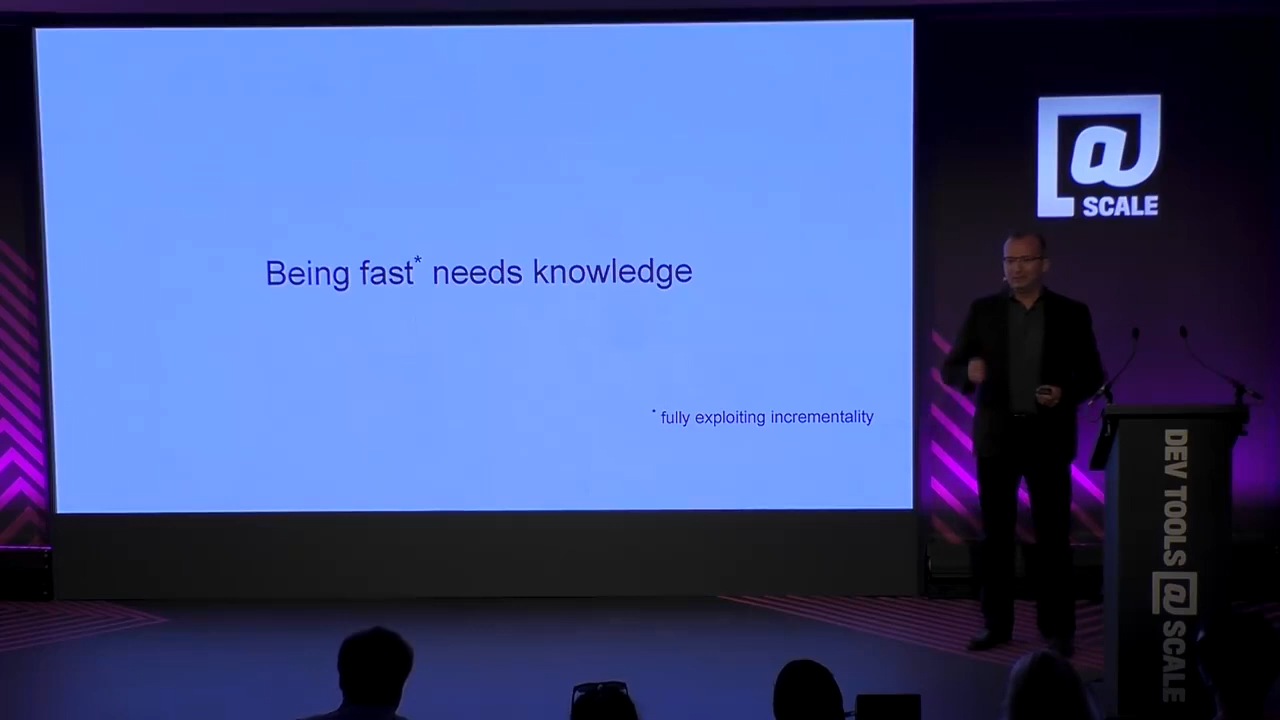 Being fast* needs knowledge
* fully exploiting incrementality
@
SCALE
DEV TOOLS @ SCALE